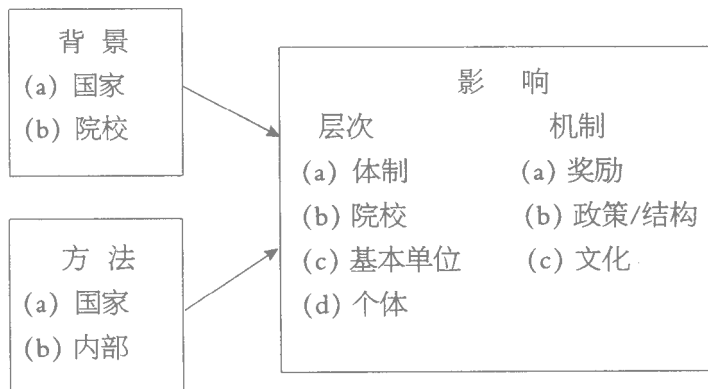 背 景
(a) 国家
(b) 院校
方 法
(a) 国家
(b) 内部
影 响
层次 机制
(a) 体制 (a) 奖励
(b) 院校 (b) 政策/结构
(c) 基本单位 (c) 文化
(d) 个体